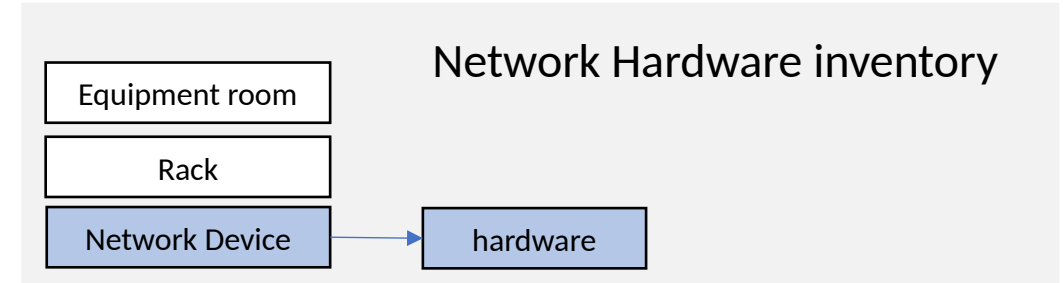 Network Hardware inventory
Equipment room
Rack
Network Device
hardware